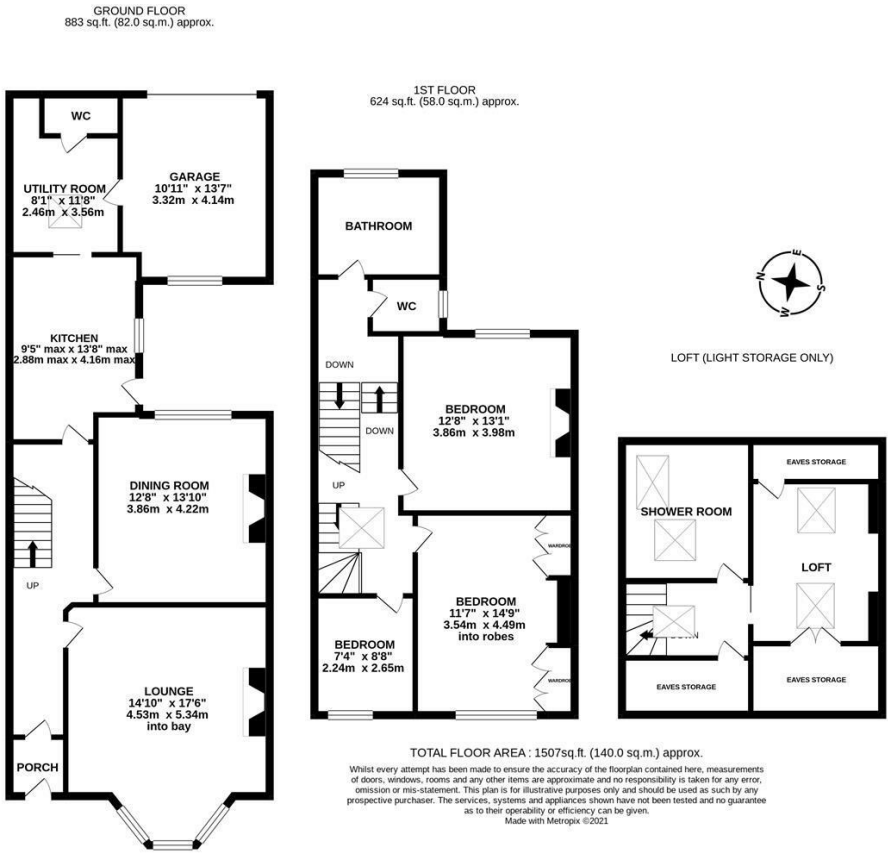 GROUND FLOOR
883 sq.ft. (82.0 sq.m.) approx.
WC
GARAGE
10'11" x 13'7"
3.32m x 4.14m
UTILITY ROOM
8'1" x 11'8"
2.46m x 3.56m
KITCHEN
9'5" max x 13'8" max
2.88m max x 4.16m max
DINING ROOM
12'8" x 13'10"
3.86m x 4.22m
UP
LOUNGE
14'10" x 17'6"
4.53m x 5.34m
into bay
PORCH
1ST FLOOR
624 sq.ft. (58.0 sq.m.) approx.
BATHROOM
WC
DOWN
DOWN
BEDROOM
12'8" x 13'1"
3.86m x 3.98m
UP
WARDROBE
BEDROOM
11'7" x 14'9"
3.54m x 4.49m
into robes
BEDROOM
7'4" x 8'8"
2.24m x 2.65m
WARDROBE
N
E
S
W
LOFT (LIGHT STORAGE ONLY)
EAVES STORAGE
SHOWER ROOM
LOFT
DOWN
EAVES STORAGE
EAVES STORAGE
TOTAL FLOOR AREA : 1507sq.ft. (140.0 sq.m.) approx.
Whilst every attempt has been made to ensure the accuracy of the floorplan contained here, measurements
of doors, windows, rooms and any other items are approximate and no responsibility is taken for any error,
omission or mis-statement. This plan is for illustrative purposes only and should be used as such by any
prospective purchaser. The services, systems and appliances shown have not been tested and no guarantee
as to their operability or efficiency can be given.
Made with Metropix ©2021